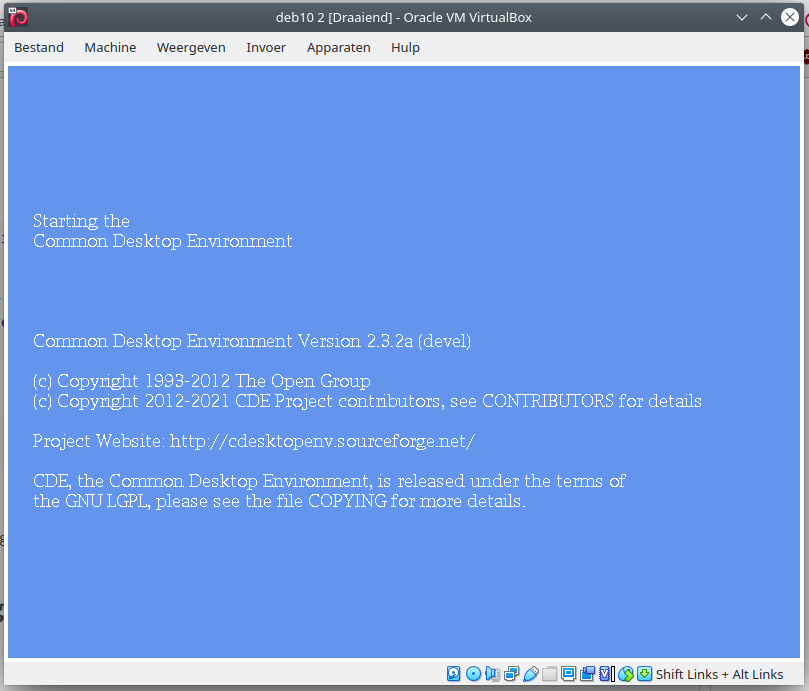 deb10 2 [Draaiend] - Oracle VM VirtualBox
Bestand Machine Weergeven Invoer Apparaten Hulp
Starting the
Common Desktop Environment
Common Desktop Environment Version 2.3.2a (devel)
(c) Copyright 1993-2012 The Open Group
(c) Copyright 2012-2021 CDE Project contributors, see CONTRIBUTORS for details
Project Website: http://cdesktopenv.sourceforge.net/
CDE, the Common Desktop Environment, is released under the terms of
the GNU LGPL, please see the file COPYING for more details.
Shift Links + Alt Links